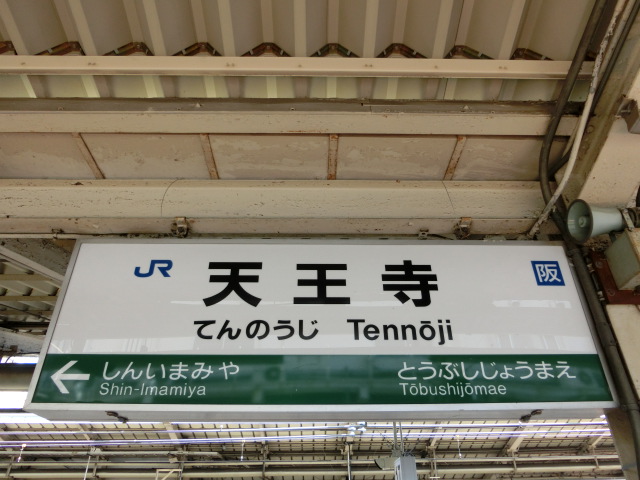 JR 天王寺 阪
てんのうじ Tennōji
しんいまみや とうぶしじょうまえ
Shin-Imamiya Tōbushijōmae